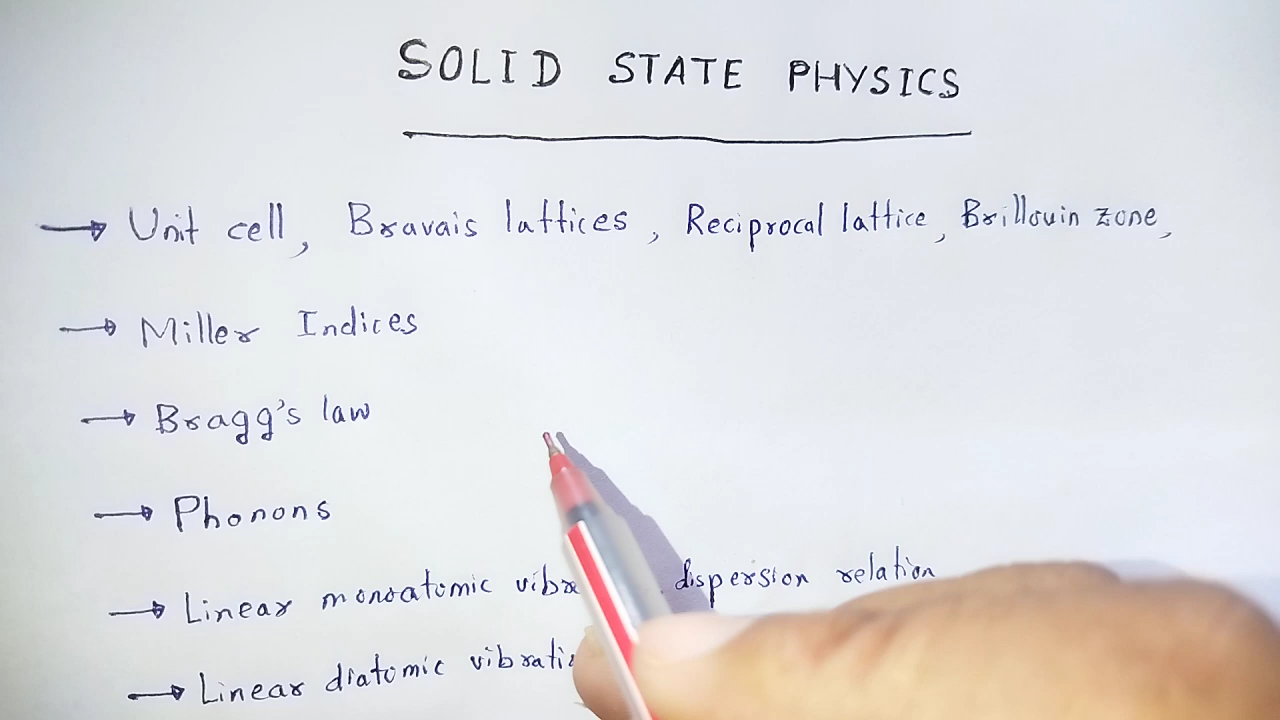 SOLID STATE PHYSICS
→ Unit cell, Bravais lattices, Reciprocal lattice, Brillouin zone,
→ Miller Indices
→ Bragg's law
→ Phonons
→ Linear monoatomic dispersion relation
→ Linear diatomic